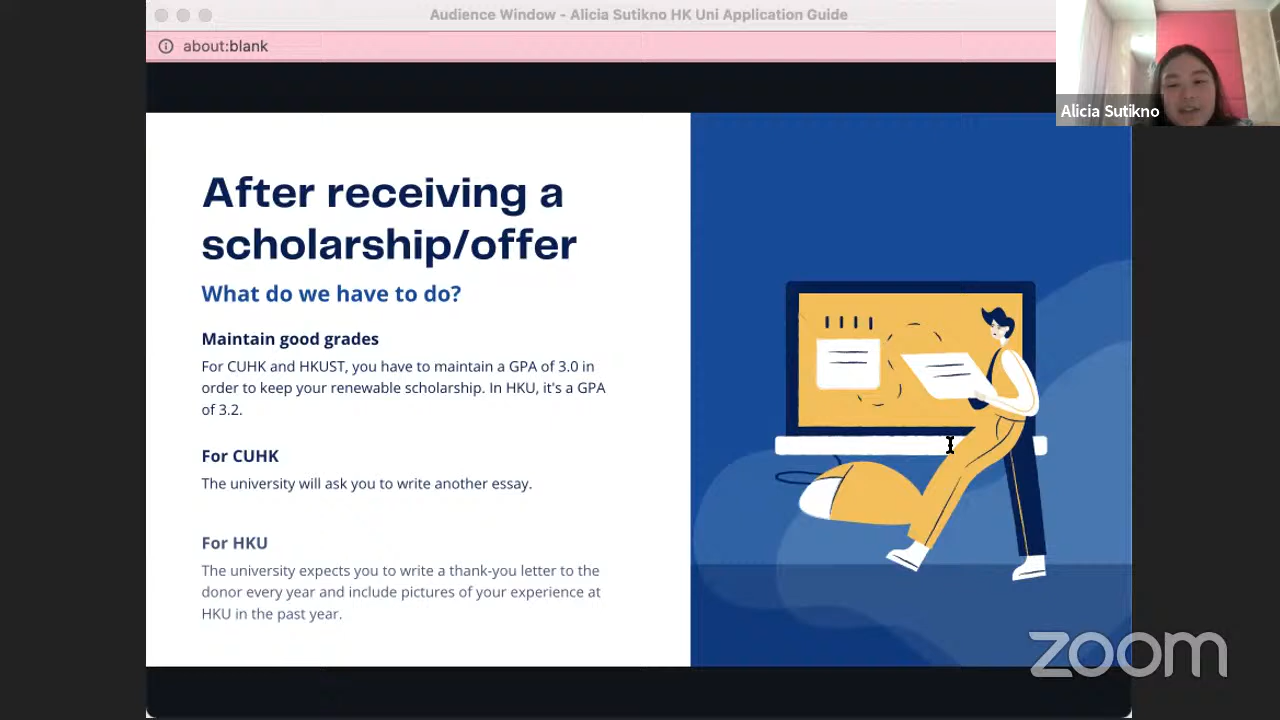 Audience Window - Alicia Sutikno HK Uni Application Guide
about:blank
Alicia Sutikno
After receiving a
scholarship/offer
What do we have to do?
Maintain good grades
For CUHK and HKUST, you have to maintain a GPA of 3.0 in
order to keep your renewable scholarship. In HKU, it's a GPA
of 3.2.
For CUHK
The university will ask you to write another essay.
For HKU
The university expects you to write a thank-you letter to the
donor every year and include pictures of your experience at
HKU in the past year.
zoom